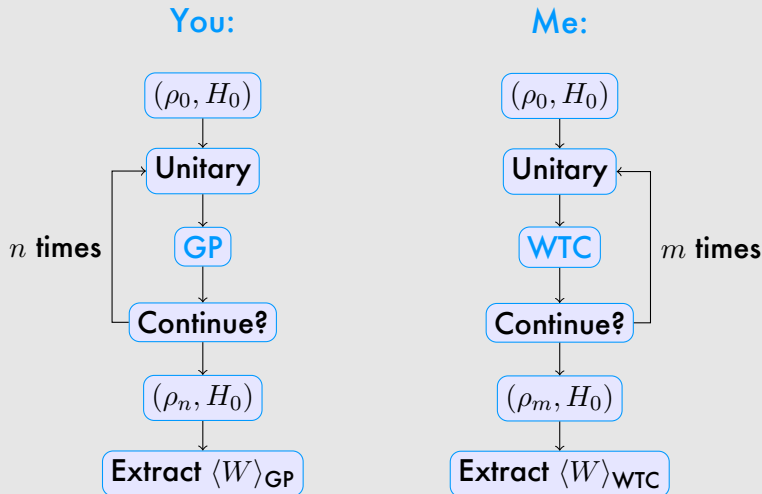 You:
(ρ₀, H₀)
Unitary
n times
GP
Continue?
(ρₙ, H₀)
Extract ⟨W⟩GP
Me:
(ρ₀, H₀)
Unitary
WTC
m times
Continue?
(ρₘ, H₀)
Extract ⟨W⟩WTC